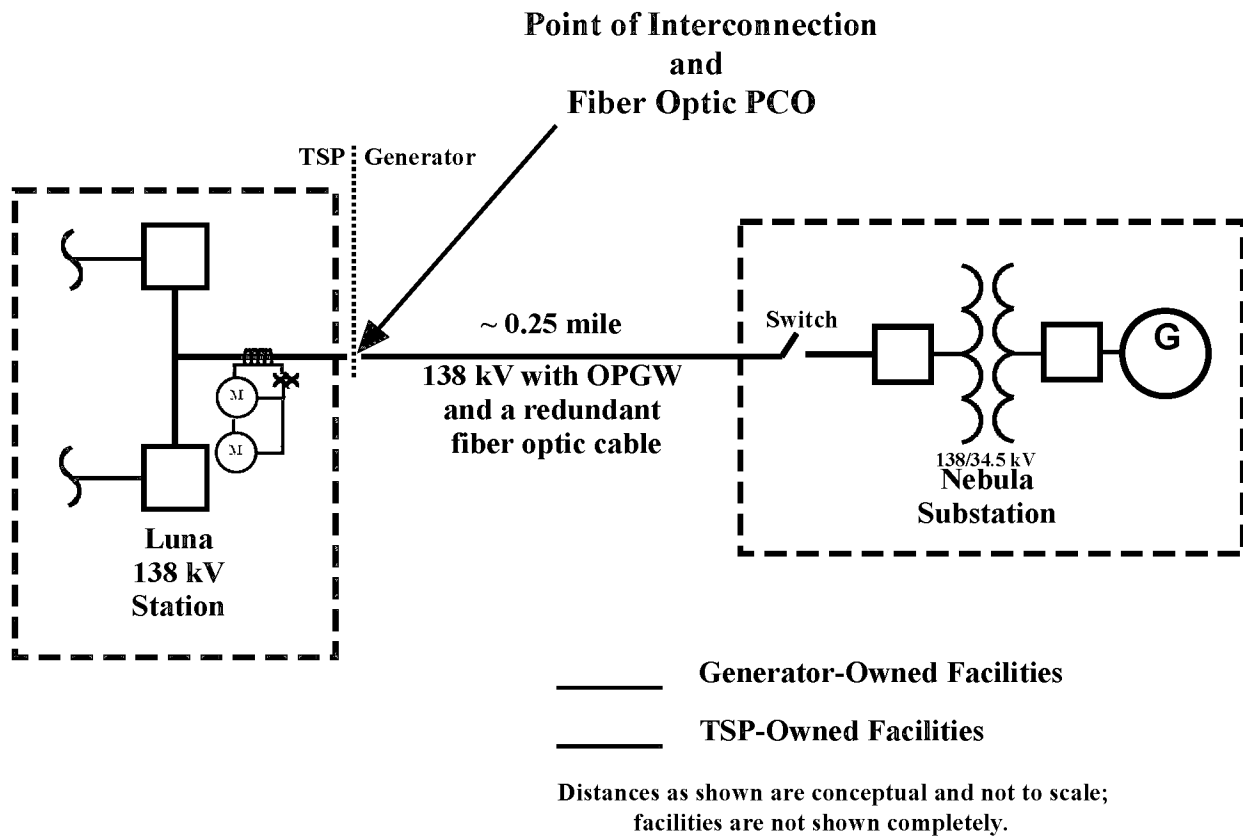 Point of Interconnection
and
Fiber Optic PCO
TSP
Generator
~ 0.25 mile
138 kV with OPGW
and a redundant
fiber optic cable
Switch
G
M
M
138/34.5 kV
Nebula
Substation
Luna
138 kV
Station
Generator-Owned Facilities
TSP-Owned Facilities
Distances as shown are conceptual and not to scale;
facilities are not shown completely.